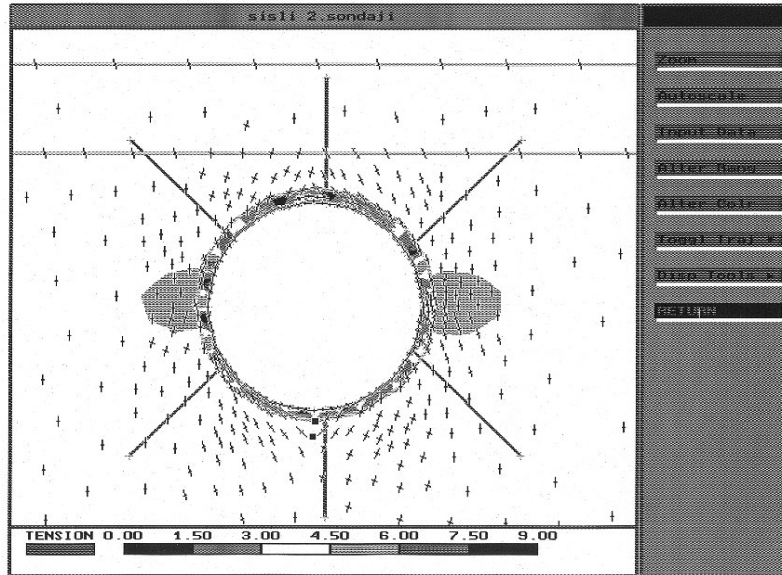 sisli 2.sondaji
Zoom
Autoscale
Input Data
Alter Rang
Alter Colr
Toggl Traj
Disp Tools
RETURN
TENSION 0.00 1.50 3.00 4.50 6.00 7.50 9.00